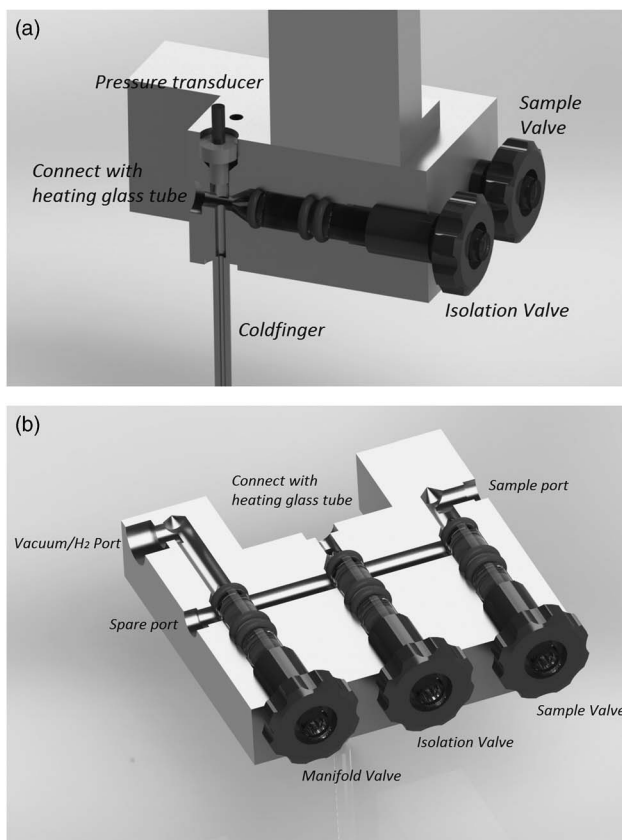 (a)
Pressure transducer
Sample
Valve
Connect with
heating glass tube
Isolation Valve
Coldfinger
(b)
Connect with
heating glass tube
Sample port
Vacuum/H₂ Port
Spare port
Sample Valve
Isolation Valve
Manifold Valve